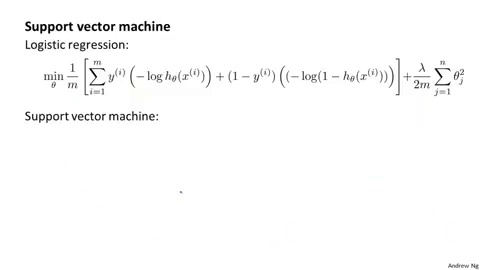 Support vector machine
Logistic regression:
\min_{\theta} \frac{1}{m} \left[ \sum_{i=1}^{m} y^{(i)} \left( -\log h_{\theta}(x^{(i)}) \right) + (1 - y^{(i)}) \left( (-\log(1 - h_{\theta}(x^{(i)}))) \right) \right] + \frac{\lambda}{2m} \sum_{j=1}^{n} \theta_j^2
Support vector machine:
Andrew Ng